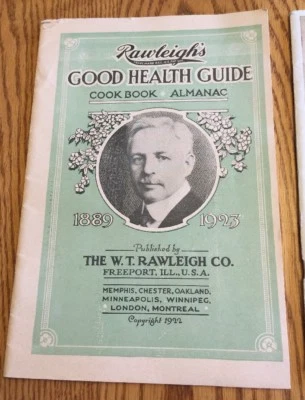 Rawleigh's
GOOD HEALTH GUIDE
COOK BOOK * ALMANAC
1889 1923
Published by
THE W. T. RAWLEIGH CO.
FREEPORT, ILL., U.S.A.
MEMPHIS, CHESTER, OAKLAND,
MINNEAPOLIS, WINNIPEG,
LONDON, MONTREAL
Copyright 1922